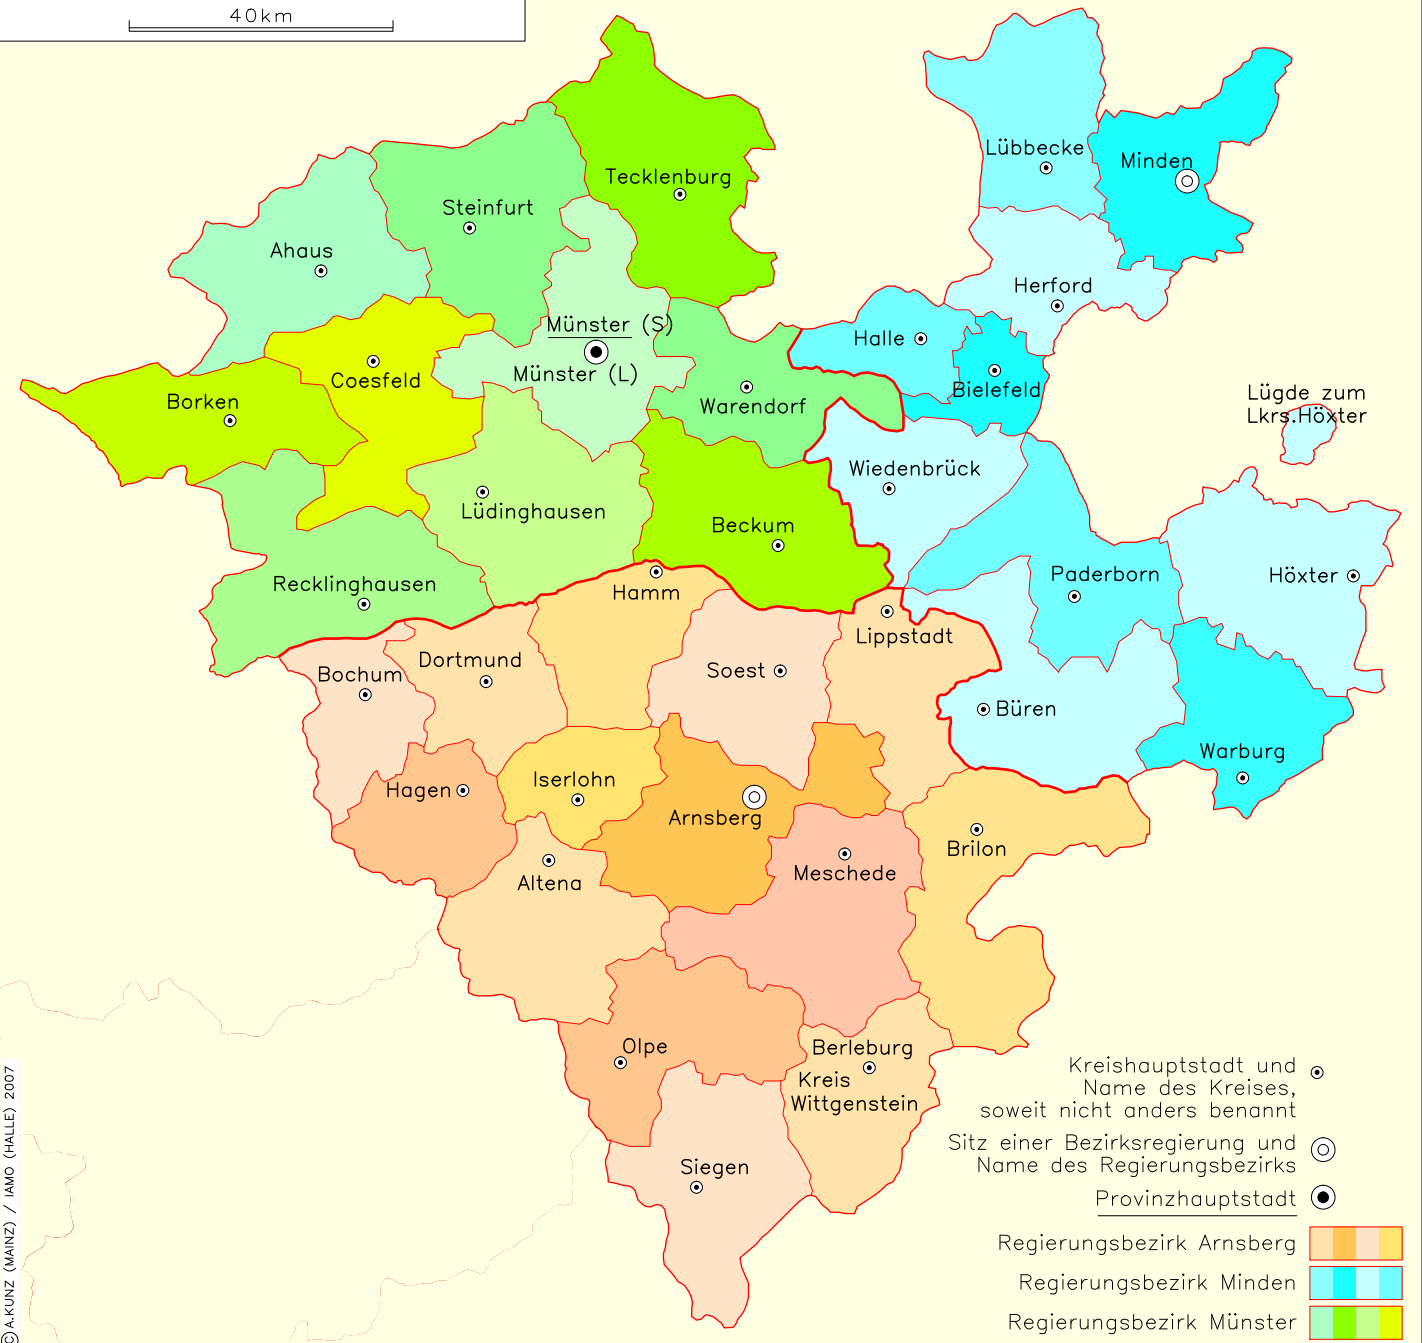 40km
Lübbecke
Minden
Tecklenburg
Steinfurt
Ahaus
Herford
Münster (S)
Halle
Münster (L)
Coesfeld
Bielefeld
Borken
Warendorf
Lügde zum
Lkrs.Höxter
Wiedenbrück
Lüdinghausen
Beckum
Recklinghausen
Hamm
Paderborn
Höxter
Lippstadt
Dortmund
Bochum
Soest
Büren
Warburg
Iserlohn
Hagen
Arnsberg
Brilon
Altena
Meschede
Olpe
Berleburg
Kreis
Wittgenstein
Siegen
Kreishauptstadt und
Name des Kreises,
soweit nicht anders benannt
Sitz einer Bezirksregierung und
Name des Regierungsbezirks
Provinzhauptstadt
Regierungsbezirk Arnsberg
Regierungsbezirk Minden
Regierungsbezirk Münster
© A.KUNZ (MAINZ) / IAMO (HALLE) 2007